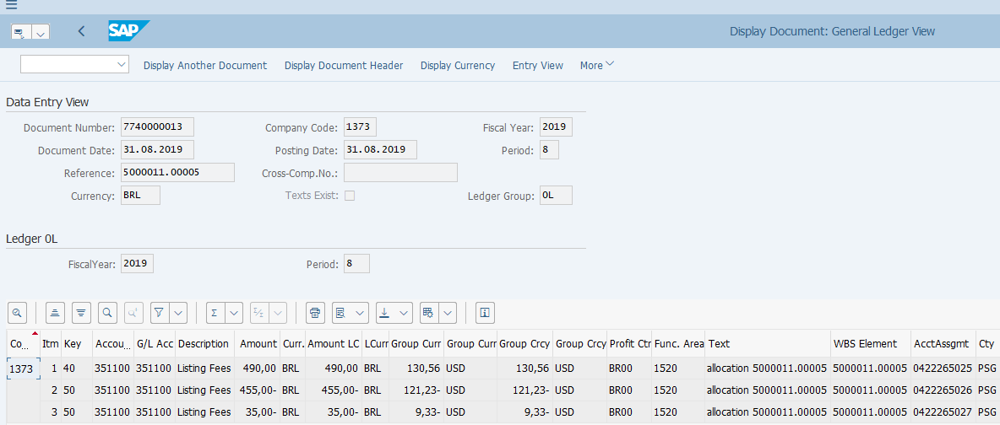 SAP
Display Document: General Ledger View
Display Another Document Display Document Header Display Currency Entry View More
Data Entry View
Document Number: 7740000013 Company Code: 1373 Fiscal Year: 2019
Document Date: 31.08.2019 Posting Date: 31.08.2019 Period: 8
Reference: 5000011.00005 Cross-Comp.No.:
Currency: BRL Texts Exist: Ledger Group: 0L
Ledger 0L
FiscalYear: 2019 Period: 8
Co... Itm Key Accou... G/L Acc Description Amount Curr. Amount LC LCurr Group Curr Group Curr Group Crcy Group Crcy Profit Ctr Func. Area Text WBS Element AcctAssgmt Cty
1373 1 40 351100 351100 Listing Fees 490,00 BRL 490,00 BRL 130,56 USD 130,56 USD BR00 1520 allocation 5000011.00005 5000011.00005 0422265025 PSG
2 50 351100 351100 Listing Fees 455,00- BRL 455,00- BRL 121,23- USD 121,23- USD BR00 1520 allocation 5000011.00005 5000011.00005 0422265026 PSG
3 50 351100 351100 Listing Fees 35,00- BRL 35,00- BRL 9,33- USD 9,33- USD BR00 1520 allocation 5000011.00005 5000011.00005 0422265027 PSG